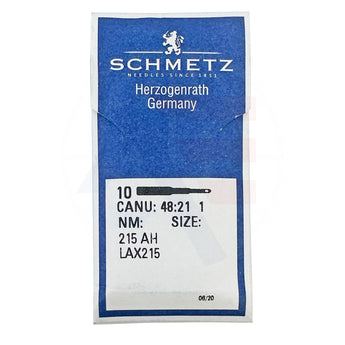 SCHMETZ
NEEDLES SINCE 1851
Herzogenrath
Germany
10
CANU: 48:21 1
NM: SIZE:
215 AH
LAX215
08/20